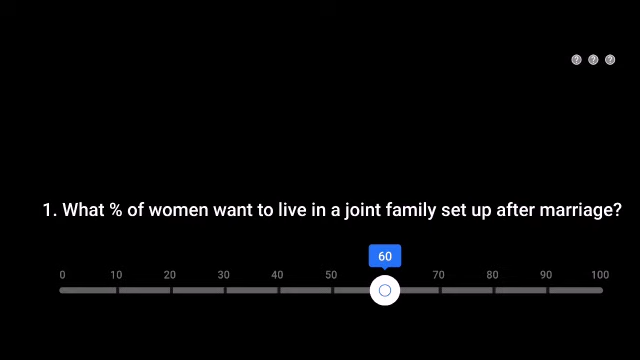 ? ? ?
1. What % of women want to live in a joint family set up after marriage?
60
0 10 20 30 40 50 70 80 90 100